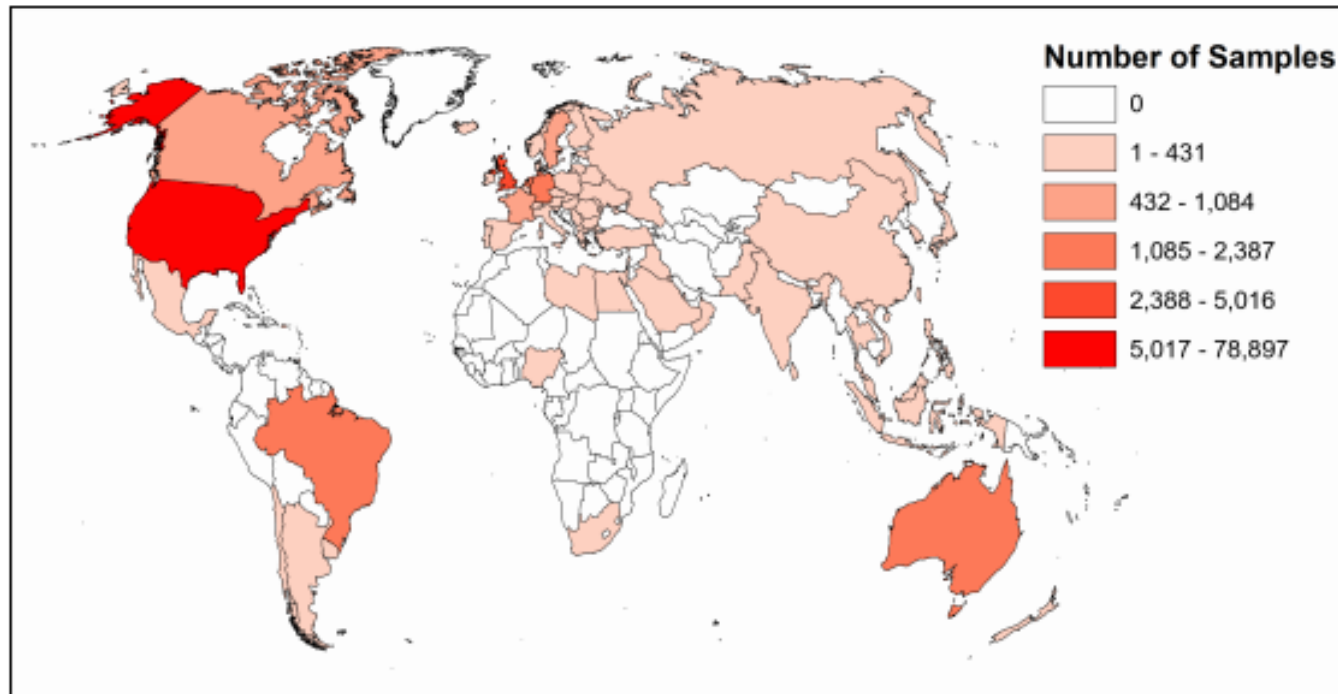 Number of Samples
0
1 - 431
432 - 1,084
1,085 - 2,387
2,388 - 5,016
5,017 - 78,897